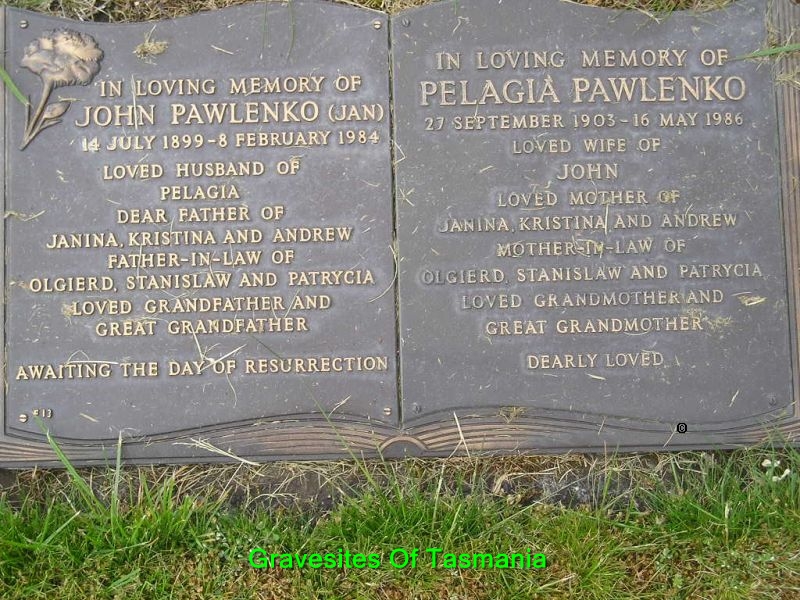 IN LOVING MEMORY OF
JOHN PAWLENKO (JAN)
14 JULY 1899-8 FEBRUARY 1984
LOVED HUSBAND OF
PELAGIA
DEAR FATHER OF
JANINA, KRISTINA AND ANDREW
FATHER-IN-LAW OF
OLGIERD, STANISLAW AND PATRYCIA
LOVED GRANDFATHER AND
GREAT GRANDFATHER
AWAITING THE DAY OF RESURRECTION
F13
IN LOVING MEMORY OF
PELAGIA PAWLENKO
27 SEPTEMBER 1903-16 MAY 1986
LOVED WIFE OF
JOHN
LOVED MOTHER OF
JANINA, KRISTINA AND ANDREW
MOTHER-IN-LAW OF
OLGIERD, STANISLAW AND PATRYCIA
LOVED GRANDMOTHER AND
GREAT GRANDMOTHER
DEARLY LOVED
©
Gravesites Of Tasmania